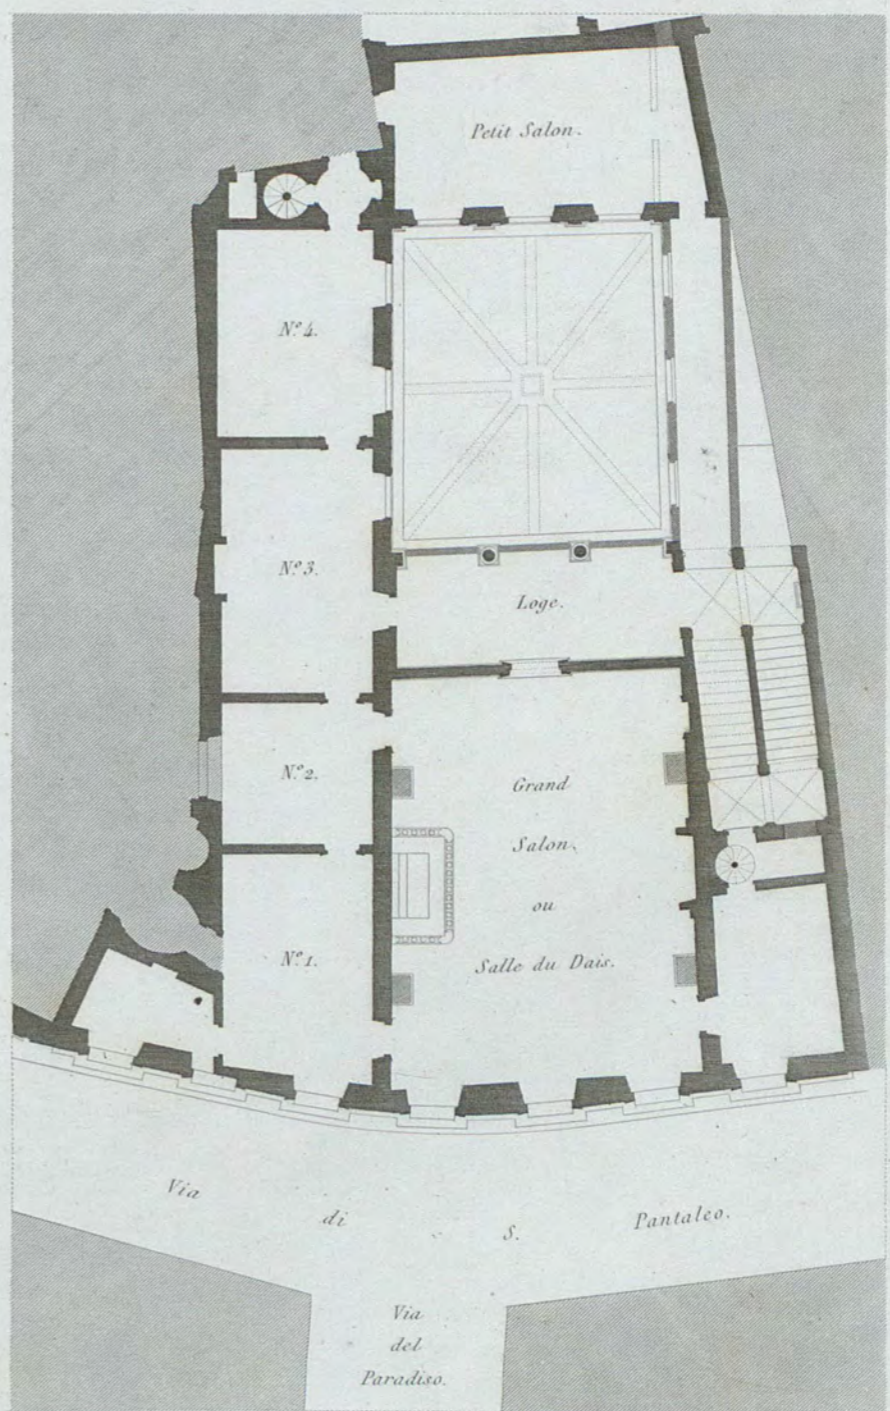 Petit Salon.
N.º 4.
N.º 3.
Loge.
N.º 2.
Grand
Salon.
ou
Salle du Dais.
N.º 1.
Via di S. Pantaleo.
Via
del
Paradiso.